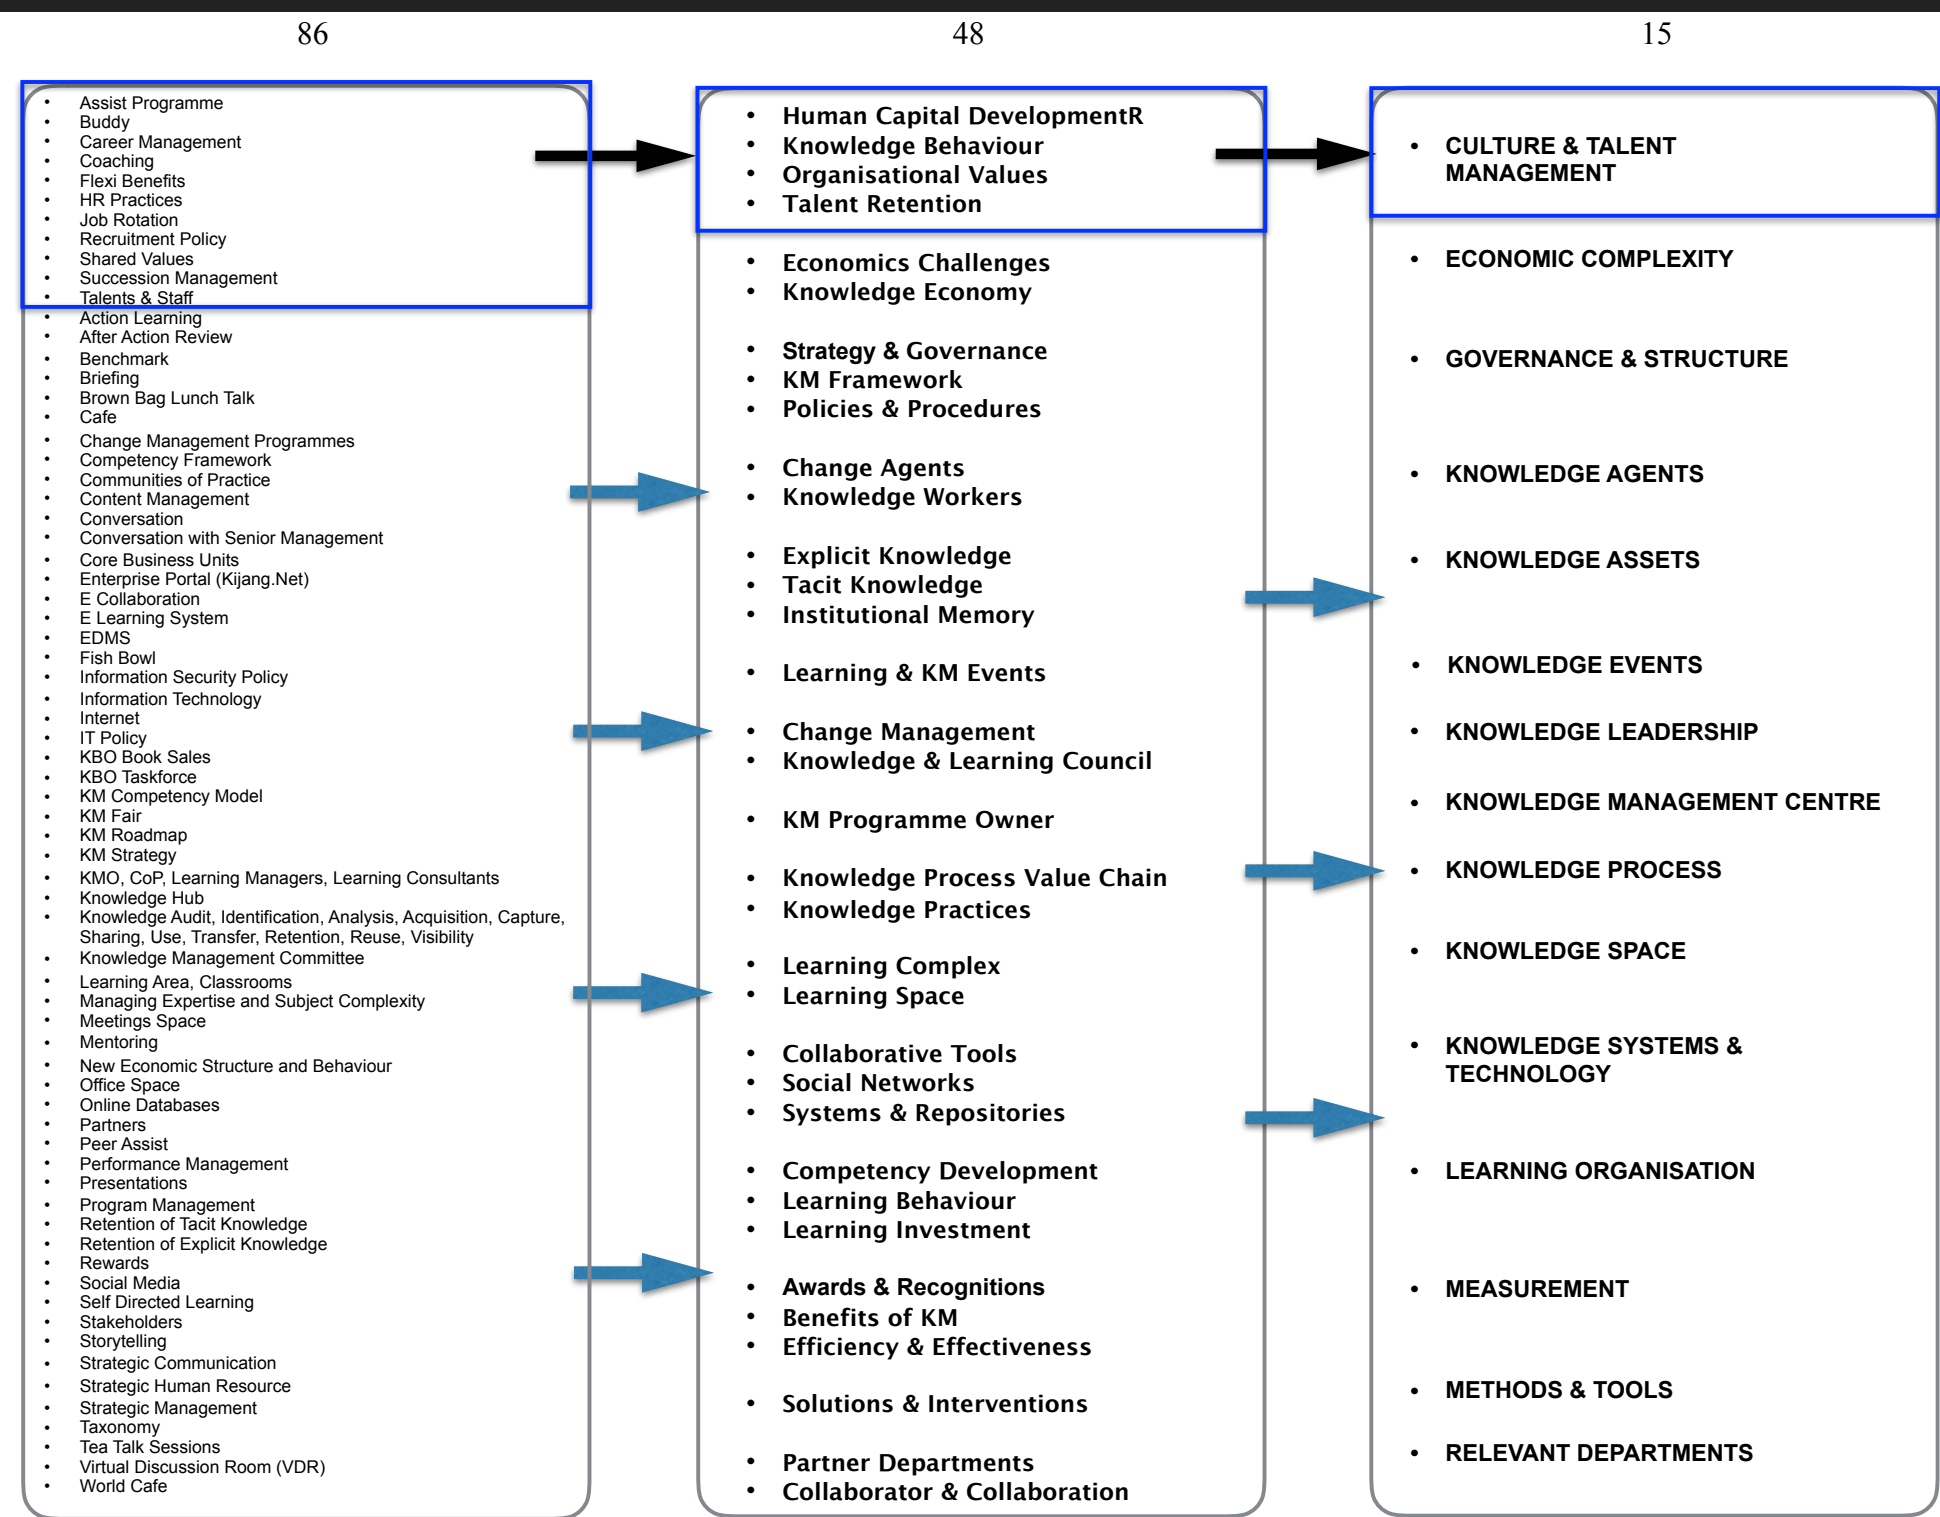 86
48
15
• Assist Programme
• Buddy
• Career Management
• Coaching
• Flexi Benefits
• HR Practices
• Job Rotation
• Recruitment Policy
• Shared Values
• Succession Management
• Talents & Staff
• Action Learning
• After Action Review
• Benchmark
• Briefing
• Brown Bag Lunch Talk
• Cafe
• Change Management Programmes
• Competency Framework
• Communities of Practice
• Content Management
• Conversation
• Conversation with Senior Management
• Core Business Units
• Enterprise Portal (Kijang.Net)
• E Collaboration
• E Learning System
• EDMS
• Fish Bowl
• Information Security Policy
• Information Technology
• Internet
• IT Policy
• KBO Book Sales
• KBO Taskforce
• KM Competency Model
• KM Fair
• KM Roadmap
• KM Strategy
• KMO, CoP, Learning Managers, Learning Consultants
• Knowledge Hub
• Knowledge Audit, Identification, Analysis, Acquisition, Capture,
Sharing, Use, Transfer, Retention, Reuse, Visibility
• Knowledge Management Committee
• Learning Area, Classrooms
• Managing Expertise and Subject Complexity
• Meetings Space
• Mentoring
• New Economic Structure and Behaviour
• Office Space
• Online Databases
• Partners
• Peer Assist
• Performance Management
• Presentations
• Program Management
• Retention of Tacit Knowledge
• Retention of Explicit Knowledge
• Rewards
• Social Media
• Self Directed Learning
• Stakeholders
• Storytelling
• Strategic Communication
• Strategic Human Resource
• Strategic Management
• Taxonomy
• Tea Talk Sessions
• Virtual Discussion Room (VDR)
• World Cafe
• Human Capital DevelopmentR
• Knowledge Behaviour
• Organisational Values
• Talent Retention
• Economics Challenges
• Knowledge Economy
• Strategy & Governance
• KM Framework
• Policies & Procedures
• Change Agents
• Knowledge Workers
• Explicit Knowledge
• Tacit Knowledge
• Institutional Memory
• Learning & KM Events
• Change Management
• Knowledge & Learning Council
• KM Programme Owner
• Knowledge Process Value Chain
• Knowledge Practices
• Learning Complex
• Learning Space
• Collaborative Tools
• Social Networks
• Systems & Repositories
• Competency Development
• Learning Behaviour
• Learning Investment
• Awards & Recognitions
• Benefits of KM
• Efficiency & Effectiveness
• Solutions & Interventions
• Partner Departments
• Collaborator & Collaboration
• CULTURE & TALENT
MANAGEMENT
• ECONOMIC COMPLEXITY
• GOVERNANCE & STRUCTURE
• KNOWLEDGE AGENTS
• KNOWLEDGE ASSETS
• KNOWLEDGE EVENTS
• KNOWLEDGE LEADERSHIP
• KNOWLEDGE MANAGEMENT CENTRE
• KNOWLEDGE PROCESS
• KNOWLEDGE SPACE
• KNOWLEDGE SYSTEMS &
TECHNOLOGY
• LEARNING ORGANISATION
• MEASUREMENT
• METHODS & TOOLS
• RELEVANT DEPARTMENTS